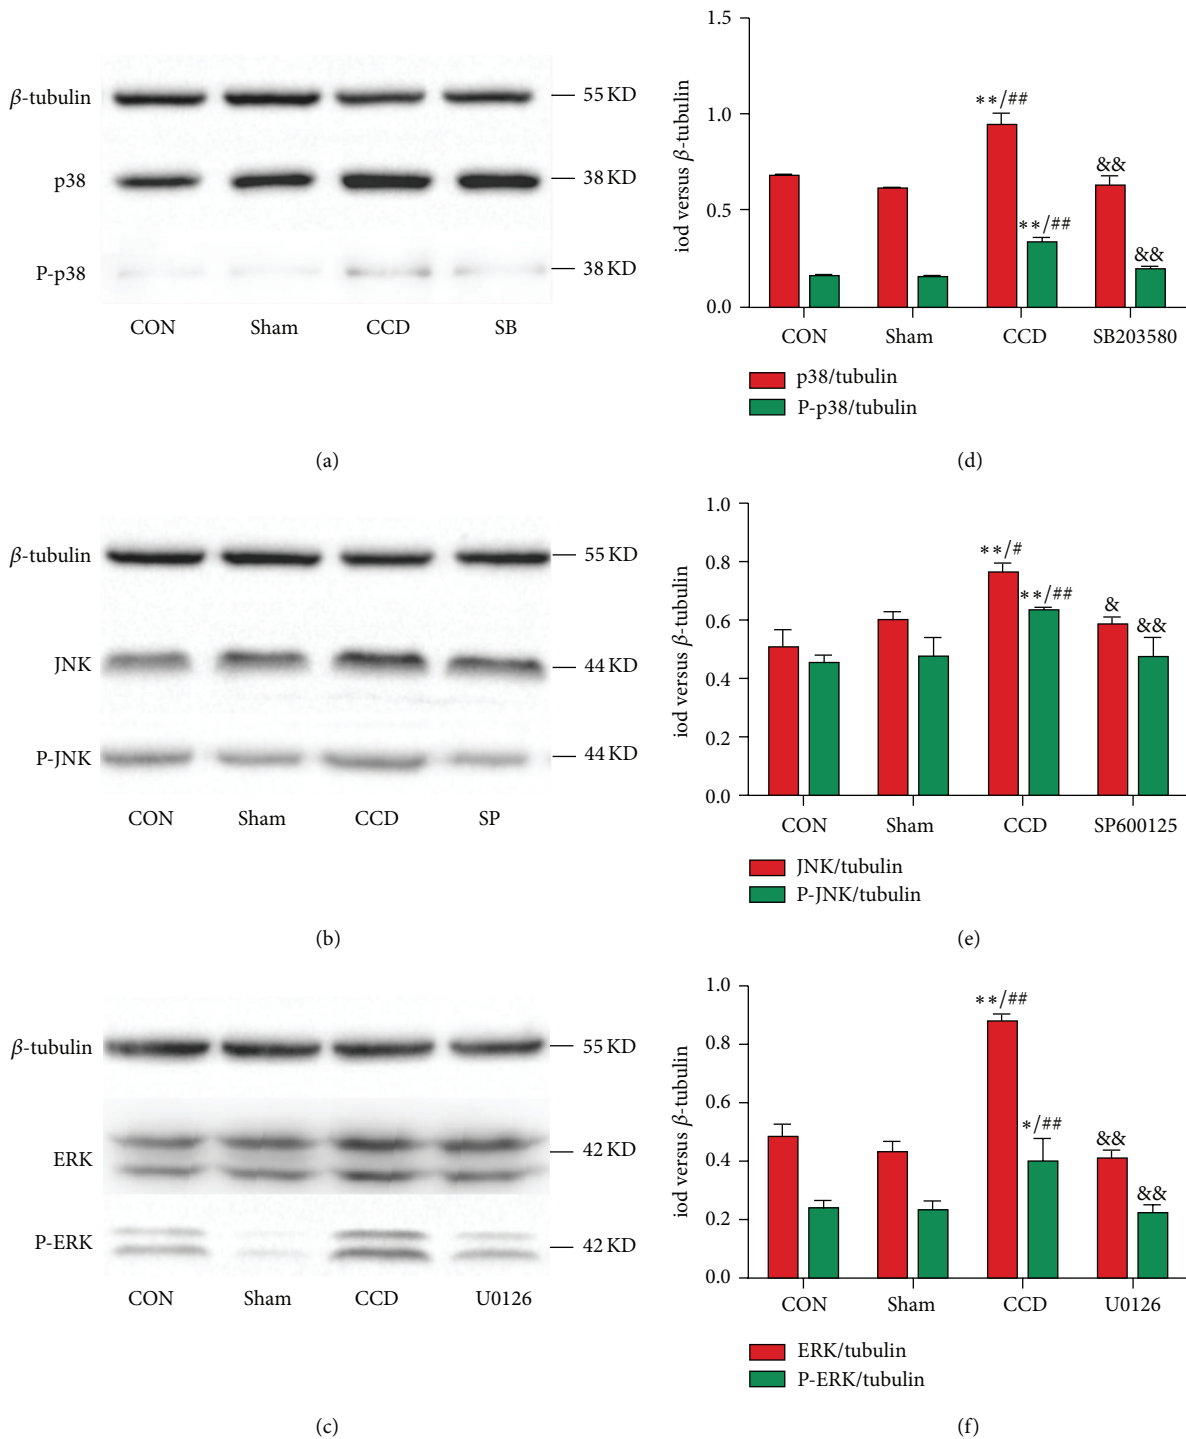 β-tubulin
55 KD
p38
38 KD
P-p38
38 KD
CON Sham CCD SB
(a)
1.5
1.0
0.5
0.0
iod versus β-tubulin
**/##
**/##
&&
&&
CON Sham CCD SB203580
p38/tubulin
P-p38/tubulin
(d)
β-tubulin
55 KD
JNK
44 KD
P-JNK
44 KD
CON Sham CCD SP
(b)
1.0
0.8
0.6
0.4
0.2
0.0
iod versus β-tubulin
**/#
**/##
&
&&
CON Sham CCD SP600125
JNK/tubulin
P-JNK/tubulin
(e)
β-tubulin
55 KD
ERK
42 KD
P-ERK
42 KD
CON Sham CCD U0126
(c)
1.0
0.8
0.6
0.4
0.2
0.0
iod versus β-tubulin
**/##
*/##
&&
&&
CON Sham CCD U0126
ERK/tubulin
P-ERK/tubulin
(f)